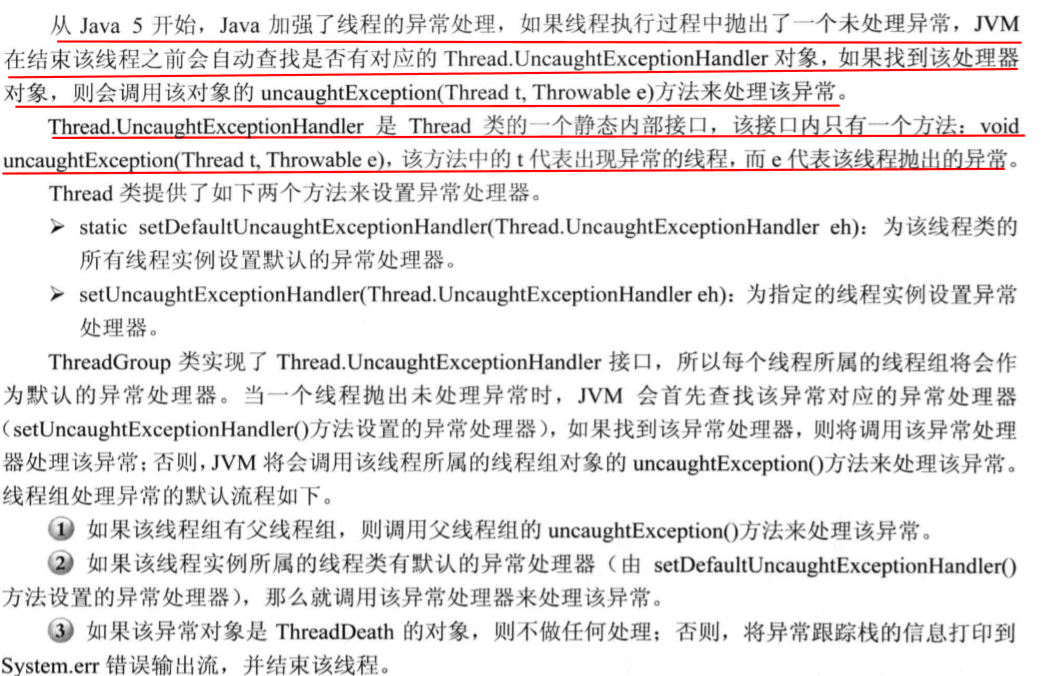 从 Java 5 开始，Java 加强了线程的异常处理，如果线程执行过程中抛出了一个未处理异常，JVM
在结束该线程之前会自动查找是否有对应的 Thread.UncaughtExceptionHandler 对象，如果找到该处理器
对象，则会调用该对象的 uncaughtException(Thread t, Throwable e)方法来处理该异常。
Thread.UncaughtExceptionHandler 是 Thread 类的一个静态内部接口，该接口内只有一个方法：void
uncaughtException(Thread t, Throwable e)，该方法中的 t 代表出现异常的线程，而 e 代表该线程抛出的异常。
Thread 类提供了如下两个方法来设置异常处理器。
➢ static setDefaultUncaughtExceptionHandler(Thread.UncaughtExceptionHandler eh)：为该线程类的
所有线程实例设置默认的异常处理器。
➢ setUncaughtExceptionHandler(Thread.UncaughtExceptionHandler eh)：为指定的线程实例设置异常
处理器。
ThreadGroup 类实现了 Thread.UncaughtExceptionHandler 接口，所以每个线程所属的线程组将会作
为默认的异常处理器。当一个线程抛出未处理异常时，JVM 会首先查找该异常对应的异常处理器
（setUncaughtExceptionHandler()方法设置的异常处理器），如果找到该异常处理器，则将调用该异常处理
器处理该异常；否则，JVM 将会调用该线程所属的线程组对象的 uncaughtException()方法来处理该异常。
线程组处理异常的默认流程如下。
① 如果该线程组有父线程组，则调用父线程组的 uncaughtException()方法来处理该异常。
② 如果该线程实例所属的线程类有默认的异常处理器（由 setDefaultUncaughtExceptionHandler()
方法设置的异常处理器），那么就调用该异常处理器来处理该异常。
③ 如果该异常对象是 ThreadDeath 的对象，则不做任何处理；否则，将异常跟踪栈的信息打印到
System.err 错误输出流，并结束该线程。